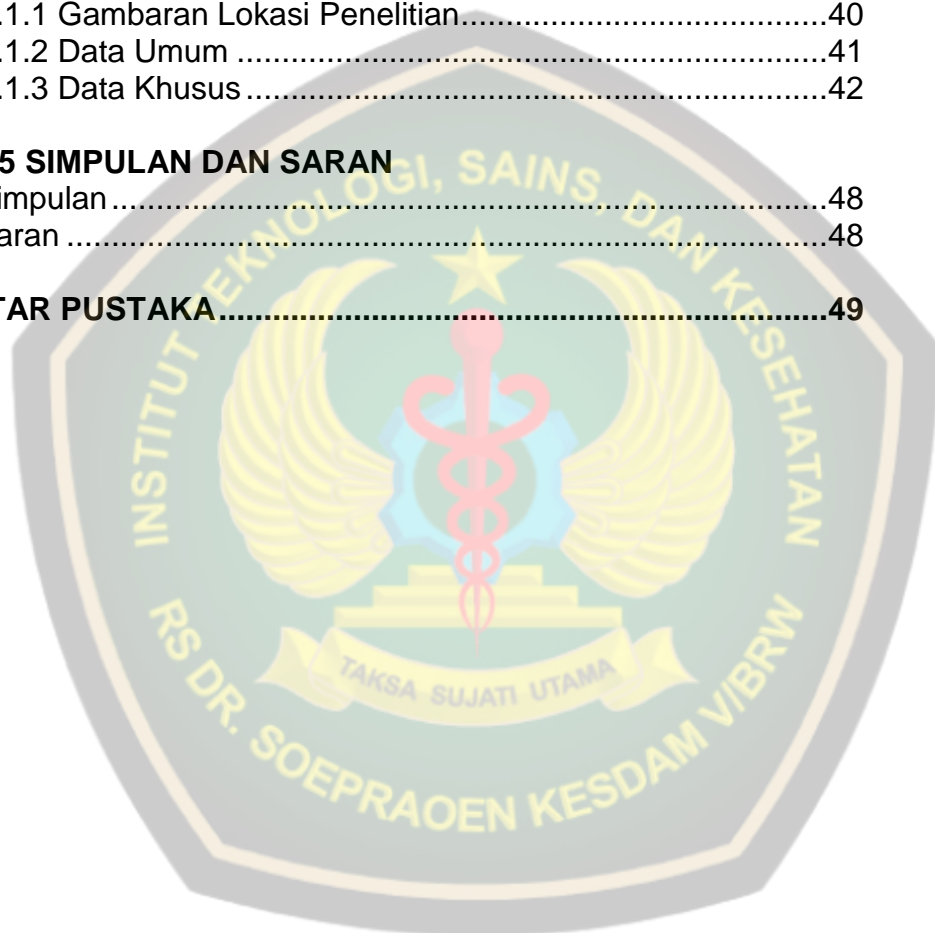 .1.1 Gambaran Lokasi Penelitian............................................40
.1.2 Data Umum......................................................................41
.1.3 Data Khusus.....................................................................42
5 SIMPULAN DAN SARAN
impulan.....................................................................................48
aran..........................................................................................48
TAR PUSTAKA.........................................................................49
INSTITUT TEKNOLOGI, SAINS, DAN KESEHATAN
TAKSA SUJATI UTAMA
RS DR. SOEPRAOEN KESDAM V/BRW